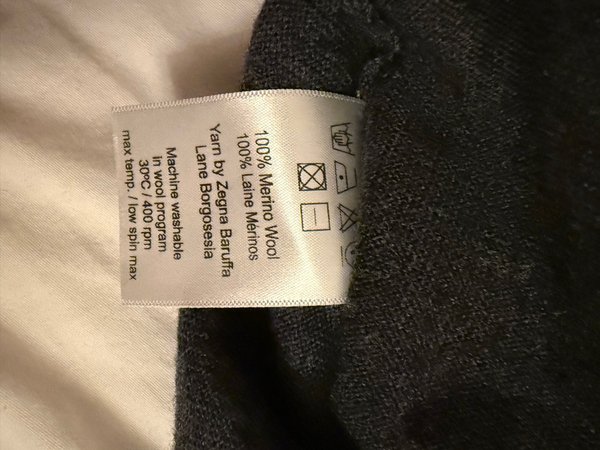 100% Merino Wool
100% Laine Mérinos
Yarn by Zegna Baruffa
Lane Borgosesia
Machine washable
in wool program
30ºC / 400 rpm
max temp. / low spin max